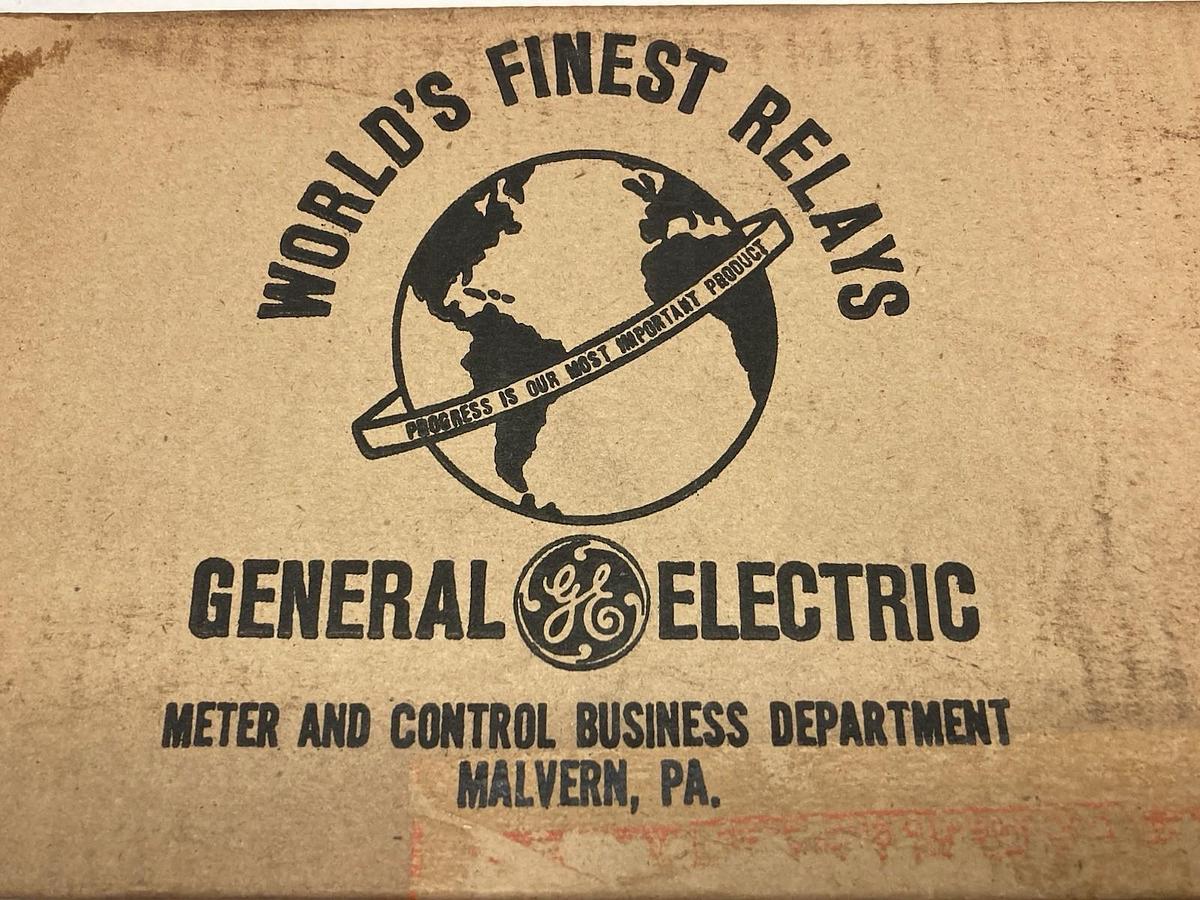 WORLD'S FINEST RELAYS
PROGRESS IS OUR MOST IMPORTANT PRODUCT
GENERAL GE ELECTRIC
METER AND CONTROL BUSINESS DEPARTMENT
MALVERN, PA.